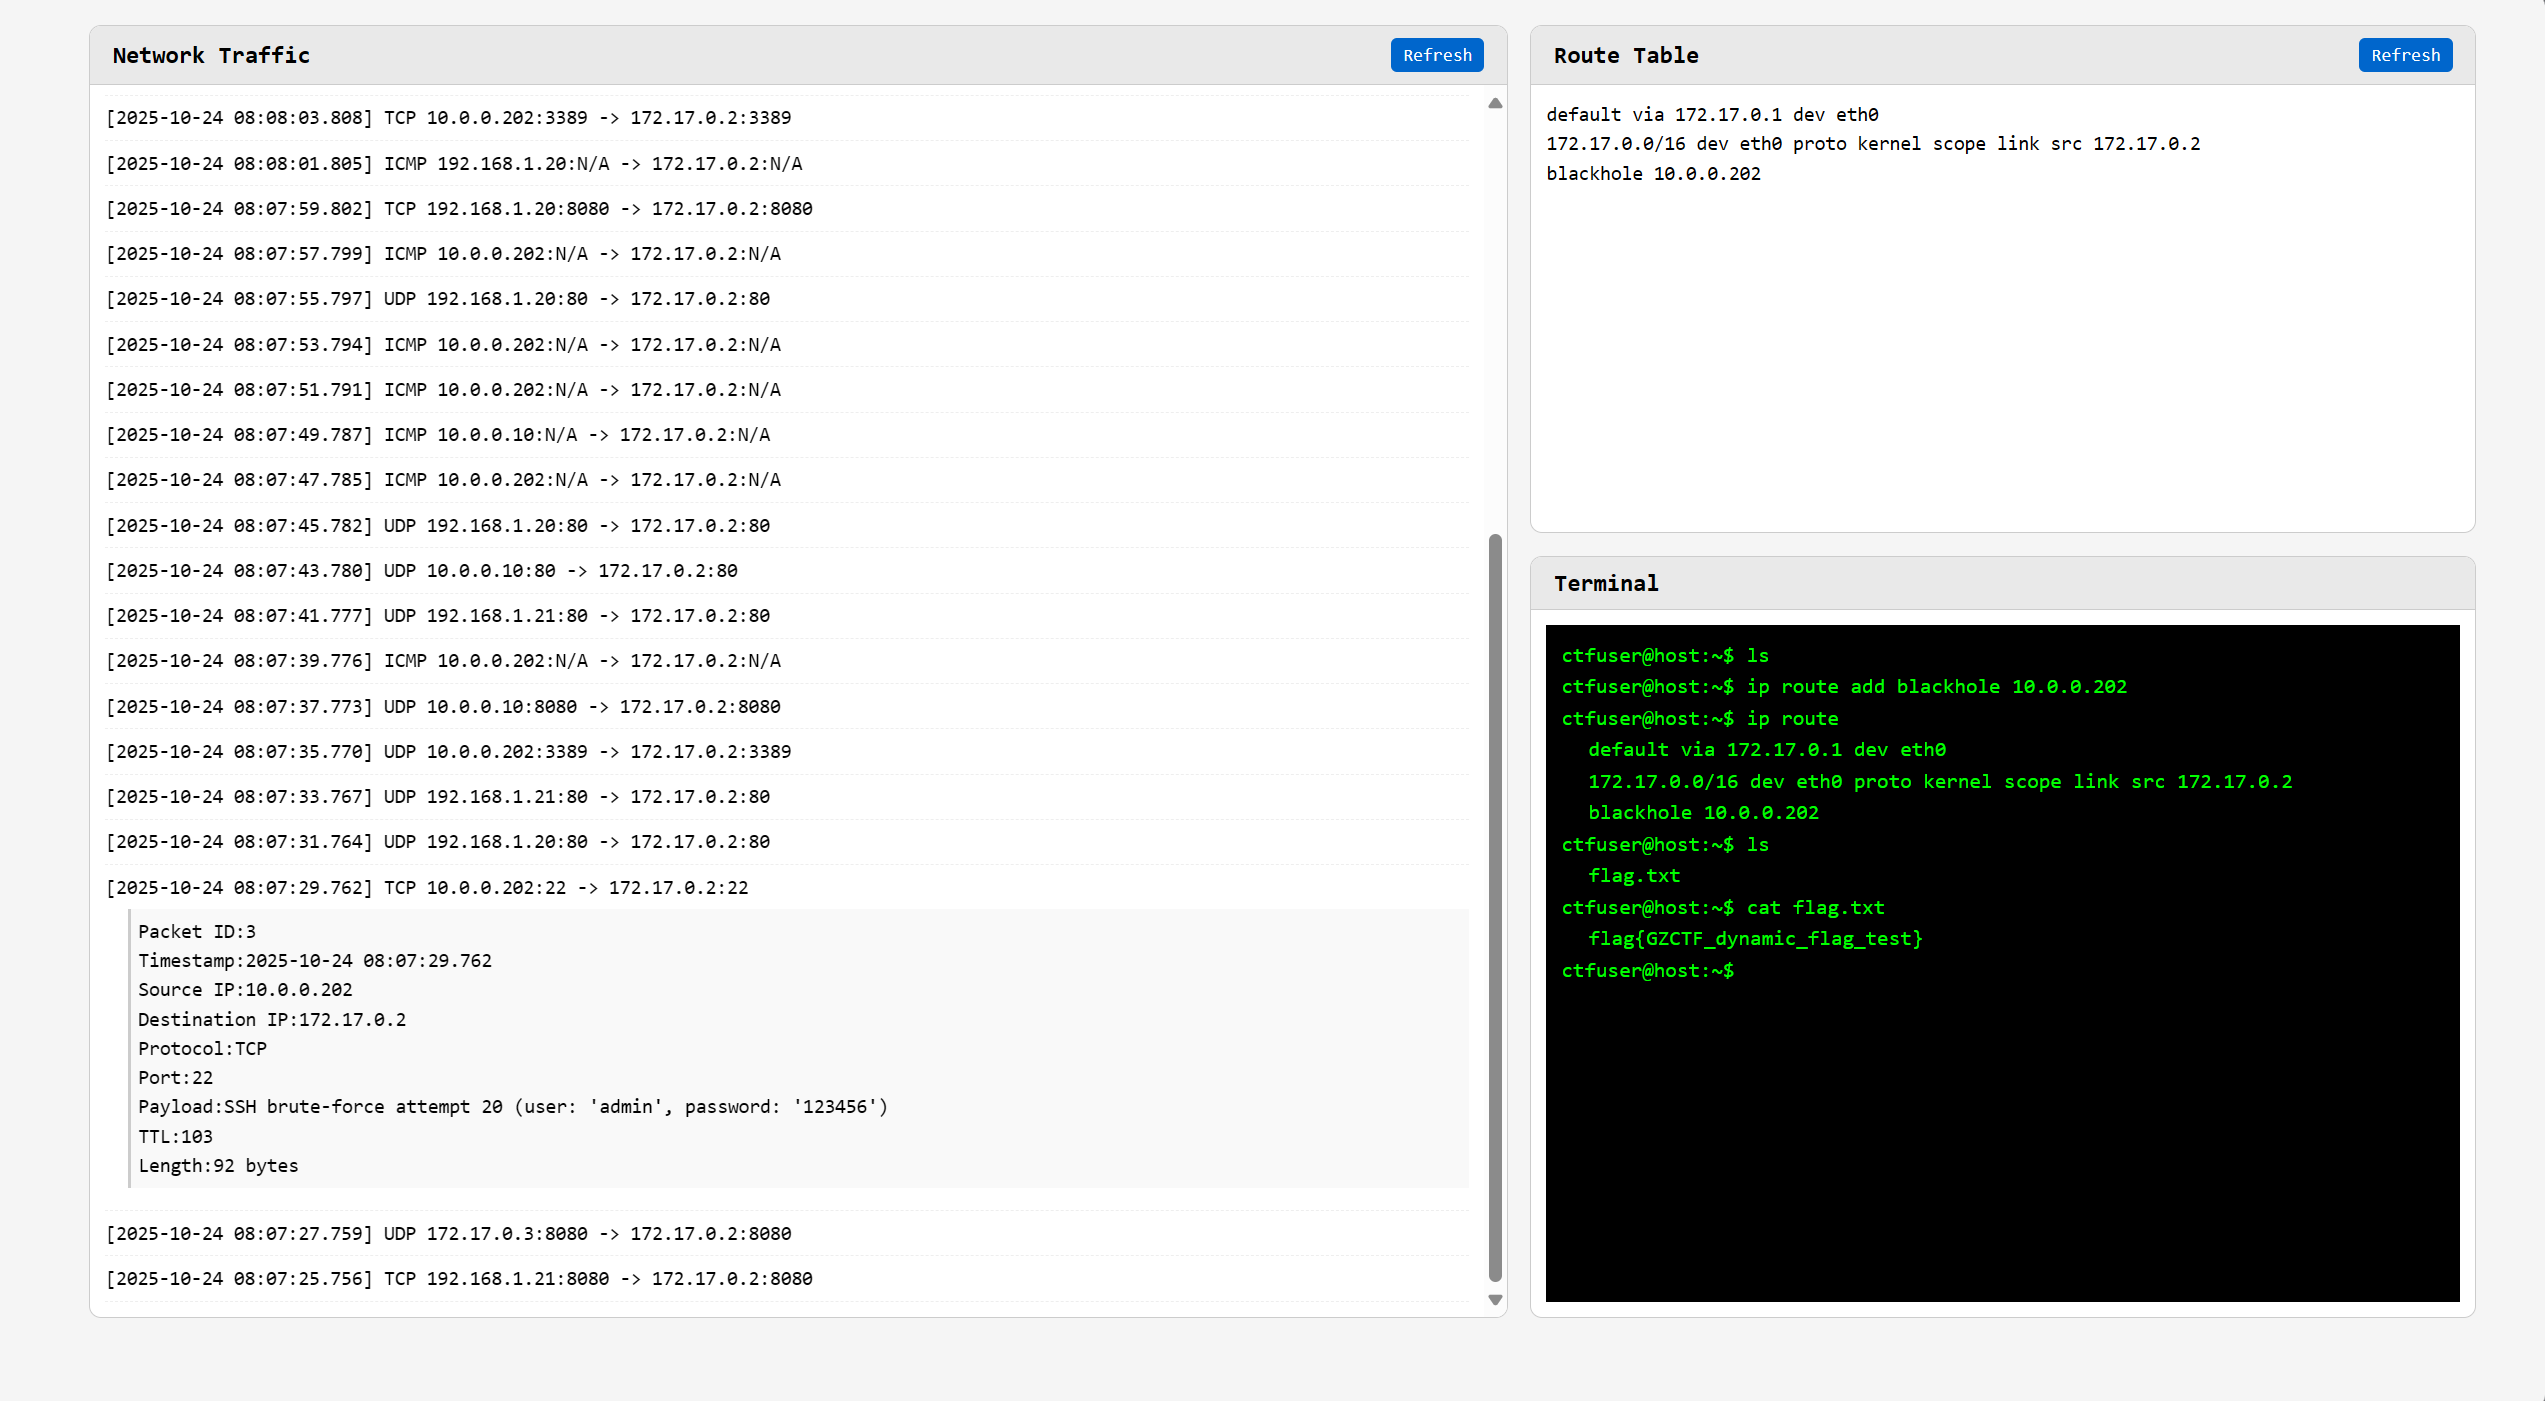 Network Traffic
Refresh
[2025-10-24 08:08:03.808] TCP 10.0.0.202:3389 -> 172.17.0.2:3389
[2025-10-24 08:08:01.805] ICMP 192.168.1.20:N/A -> 172.17.0.2:N/A
[2025-10-24 08:07:59.802] TCP 192.168.1.20:8080 -> 172.17.0.2:8080
[2025-10-24 08:07:57.799] ICMP 10.0.0.202:N/A -> 172.17.0.2:N/A
[2025-10-24 08:07:55.797] UDP 192.168.1.20:80 -> 172.17.0.2:80
[2025-10-24 08:07:53.794] ICMP 10.0.0.202:N/A -> 172.17.0.2:N/A
[2025-10-24 08:07:51.791] ICMP 10.0.0.202:N/A -> 172.17.0.2:N/A
[2025-10-24 08:07:49.787] ICMP 10.0.0.10:N/A -> 172.17.0.2:N/A
[2025-10-24 08:07:47.785] ICMP 10.0.0.202:N/A -> 172.17.0.2:N/A
[2025-10-24 08:07:45.782] UDP 192.168.1.20:80 -> 172.17.0.2:80
[2025-10-24 08:07:43.780] UDP 10.0.0.10:80 -> 172.17.0.2:80
[2025-10-24 08:07:41.777] UDP 192.168.1.21:80 -> 172.17.0.2:80
[2025-10-24 08:07:39.776] ICMP 10.0.0.202:N/A -> 172.17.0.2:N/A
[2025-10-24 08:07:37.773] UDP 10.0.0.10:8080 -> 172.17.0.2:8080
[2025-10-24 08:07:35.770] UDP 10.0.0.202:3389 -> 172.17.0.2:3389
[2025-10-24 08:07:33.767] UDP 192.168.1.21:80 -> 172.17.0.2:80
[2025-10-24 08:07:31.764] UDP 192.168.1.20:80 -> 172.17.0.2:80
[2025-10-24 08:07:29.762] TCP 10.0.0.202:22 -> 172.17.0.2:22
Packet ID:3
Timestamp:2025-10-24 08:07:29.762
Source IP:10.0.0.202
Destination IP:172.17.0.2
Protocol:TCP
Port:22
Payload:SSH brute-force attempt 20 (user: 'admin', password: '123456')
TTL:103
Length:92 bytes
[2025-10-24 08:07:27.759] UDP 172.17.0.3:8080 -> 172.17.0.2:8080
[2025-10-24 08:07:25.756] TCP 192.168.1.21:8080 -> 172.17.0.2:8080
Route Table
Refresh
default via 172.17.0.1 dev eth0
172.17.0.0/16 dev eth0 proto kernel scope link src 172.17.0.2
blackhole 10.0.0.202
Terminal
ctfuser@host:~$ ls
ctfuser@host:~$ ip route add blackhole 10.0.0.202
ctfuser@host:~$ ip route
default via 172.17.0.1 dev eth0
172.17.0.0/16 dev eth0 proto kernel scope link src 172.17.0.2
blackhole 10.0.0.202
ctfuser@host:~$ ls
flag.txt
ctfuser@host:~$ cat flag.txt
flag{GZCTF_dynamic_flag_test}
ctfuser@host:~$